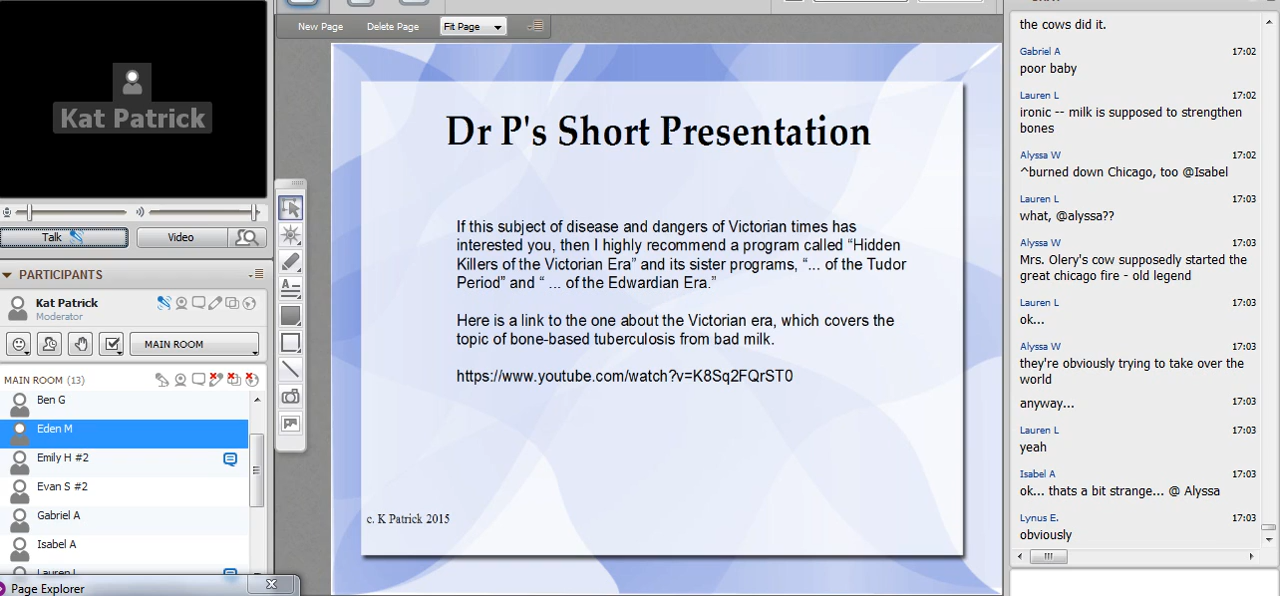 New Page Delete Page Fit Page
Kat Patrick
Talk Video
PARTICIPANTS
Kat Patrick
Moderator
MAIN ROOM
MAIN ROOM (13)
Ben G
Eden M
Emily H #2
Evan S #2
Gabriel A
Isabel A
Lauren L
Page Explorer
Dr P's Short Presentation
If this subject of disease and dangers of Victorian times has
interested you, then I highly recommend a program called “Hidden
Killers of the Victorian Era” and its sister programs, “... of the Tudor
Period” and “ ... of the Edwardian Era.”
Here is a link to the one about the Victorian era, which covers the
topic of bone-based tuberculosis from bad milk.
https://www.youtube.com/watch?v=K8Sq2FQrST0
c. K Patrick 2015
the cows did it.
Gabriel A 17:02
poor baby
Lauren L 17:02
ironic -- milk is supposed to strengthen
bones
Alyssa W 17:02
^burned down Chicago, too @Isabel
Lauren L 17:03
what, @alyssa??
Alyssa W 17:03
Mrs. Olery's cow supposedly started the
great chicago fire - old legend
Lauren L 17:03
ok...
Alyssa W 17:03
they're obviously trying to take over the
world
anyway... 17:03
Lauren L 17:03
yeah
Isabel A 17:03
ok... thats a bit strange... @ Alyssa
Lynus E. 17:03
obviously